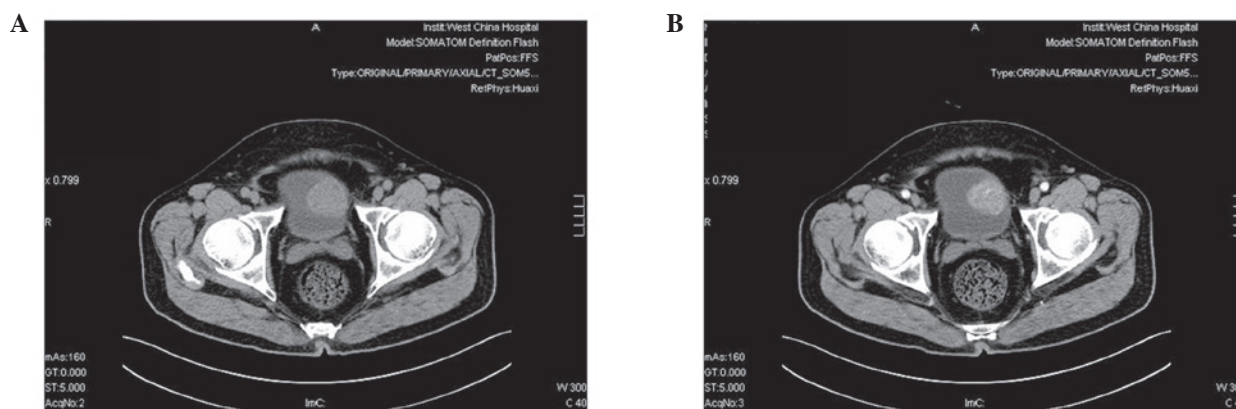 A
A
Instit:West China Hospital
Model:SOMATOM Definition Flash
PatPos:FFS
Type:ORIGINAL/PRIMARY/AXIAL/CT_SOM5...
RefPhys:Huaxi
x 0.799
R
mAs:160
GT:0.000
ST:5.000
AcqNo:2
ImC:
W 300
C 40
B
A
Instit:West China Hospital
Model:SOMATOM Definition Flash
PatPos:FFS
Type:ORIGINAL/PRIMARY/AXIAL/CT_SOM5...
RefPhys:Huaxi
x 0.799
R
mAs:160
GT:0.000
ST:5.000
AcqNo:3
ImC:
W 30
C 4